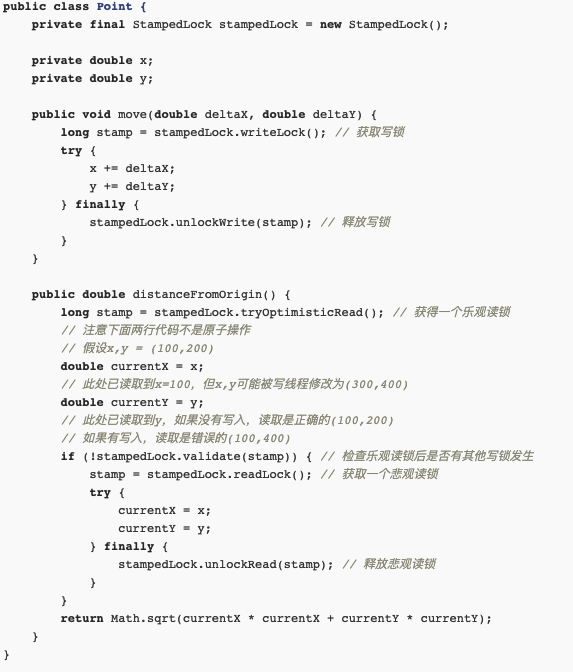 public class Point {
    private final StampedLock stampedLock = new StampedLock();

    private double x;
    private double y;

    public void move(double deltaX, double deltaY) {
        long stamp = stampedLock.writeLock(); // 获取写锁
        try {
            x += deltaX;
            y += deltaY;
        } finally {
            stampedLock.unlockWrite(stamp); // 释放写锁
        }
    }

    public double distanceFromOrigin() {
        long stamp = stampedLock.tryOptimisticRead(); // 获得一个乐观读锁
        // 注意下面两行代码不是原子操作
        // 假设x,y = (100,200)
        double currentX = x;
        // 此处已读取到x=100，但x,y可能被写线程修改为(300,400)
        double currentY = y;
        // 此处已读取到y，如果没有写入，读取是正确的(100,200)
        // 如果有写入，读取是错误的(100,400)
        if (!stampedLock.validate(stamp)) { // 检查乐观读锁后是否有其他写锁发生
            stamp = stampedLock.readLock(); // 获取一个悲观读锁
            try {
                currentX = x;
                currentY = y;
            } finally {
                stampedLock.unlockRead(stamp); // 释放悲观读锁
            }
        }
        return Math.sqrt(currentX * currentX + currentY * currentY);
    }
}